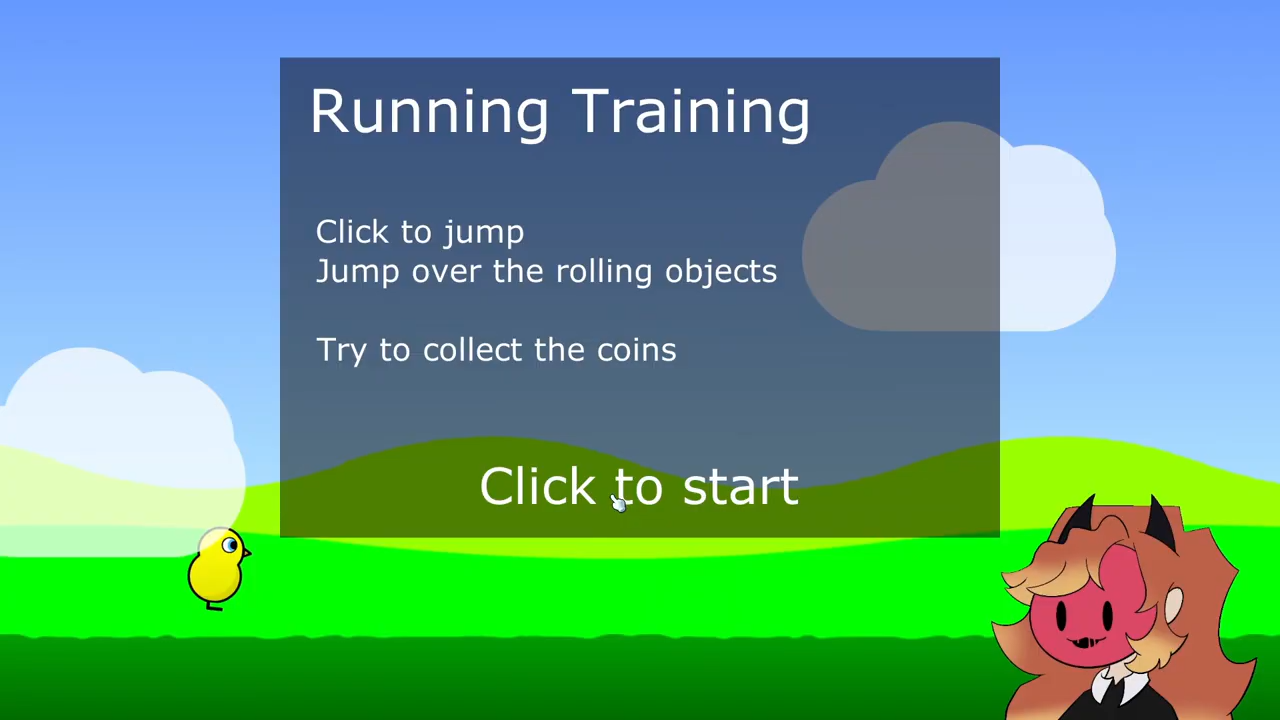 Running Training
Click to jump
Jump over the rolling objects
Try to collect the coins
Click to start